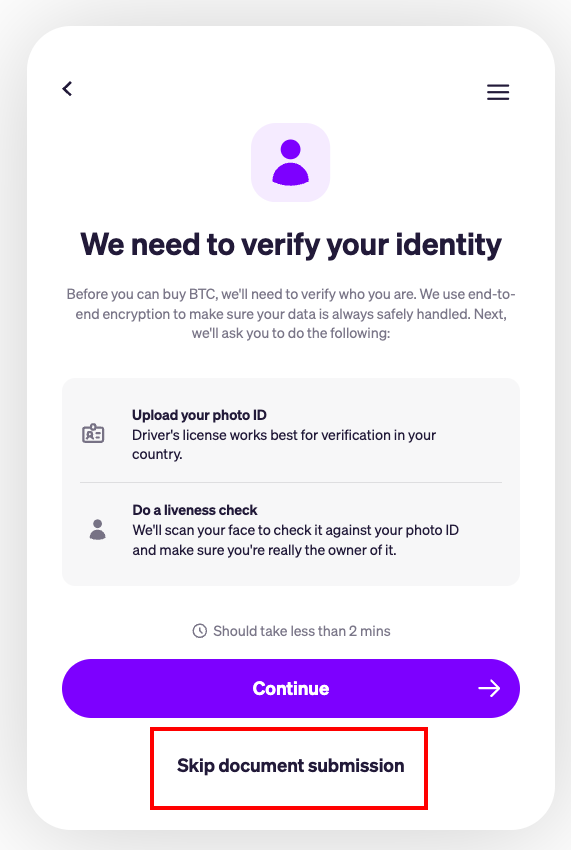 We need to verify your identity
Before you can buy BTC, we'll need to verify who you are. We use end-to-
end encryption to make sure your data is always safely handled. Next,
we'll ask you to do the following:
Upload your photo ID
Driver's license works best for verification in your
country.
Do a liveness check
We'll scan your face to check it against your photo ID
and make sure you're really the owner of it.
Should take less than 2 mins
Continue
Skip document submission